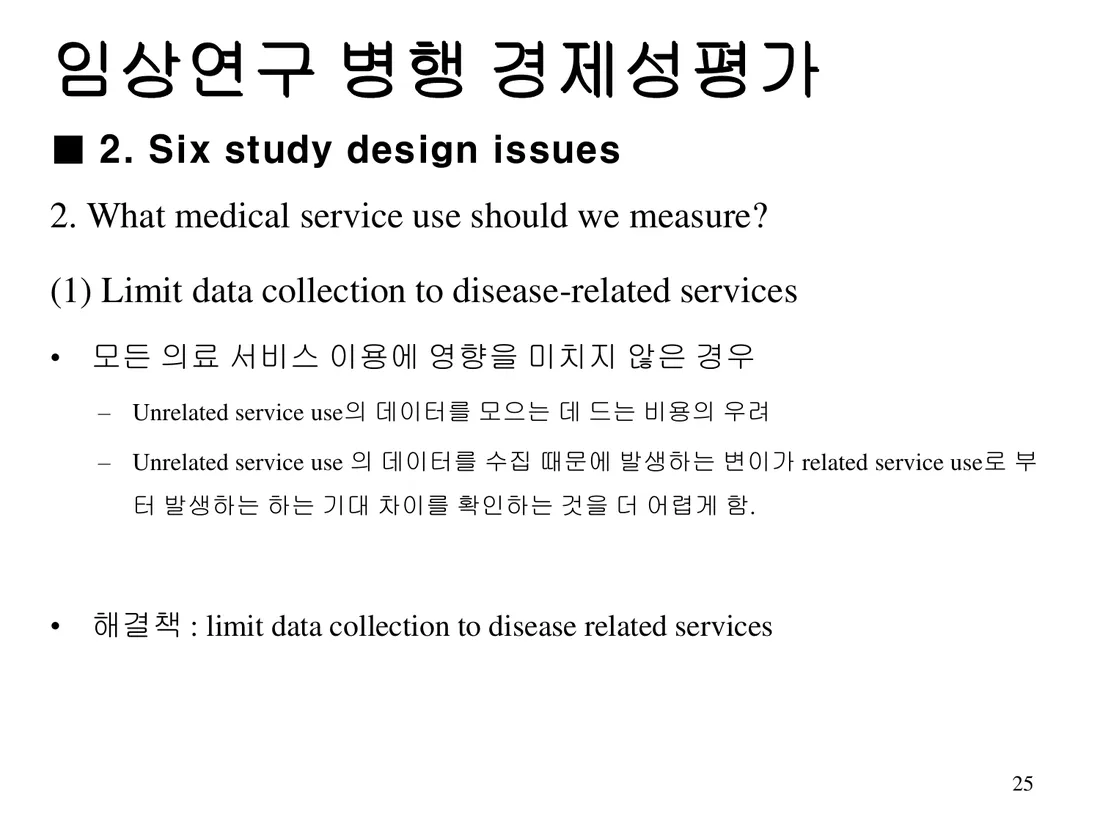 임상연구 병행 경제성평가
■ 2. Six study design issues
2. What medical service use should we measure?
(1) Limit data collection to disease-related services
• 모든 의료 서비스 이용에 영향을 미치지 않은 경우
– Unrelated service use의 데이터를 모으는 데 드는 비용의 우려
– Unrelated service use 의 데이터를 수집 때문에 발생하는 변이가 related service use로 부
터 발생하는 하는 기대 차이를 확인하는 것을 더 어렵게 함.
• 해결책 : limit data collection to disease related services
25